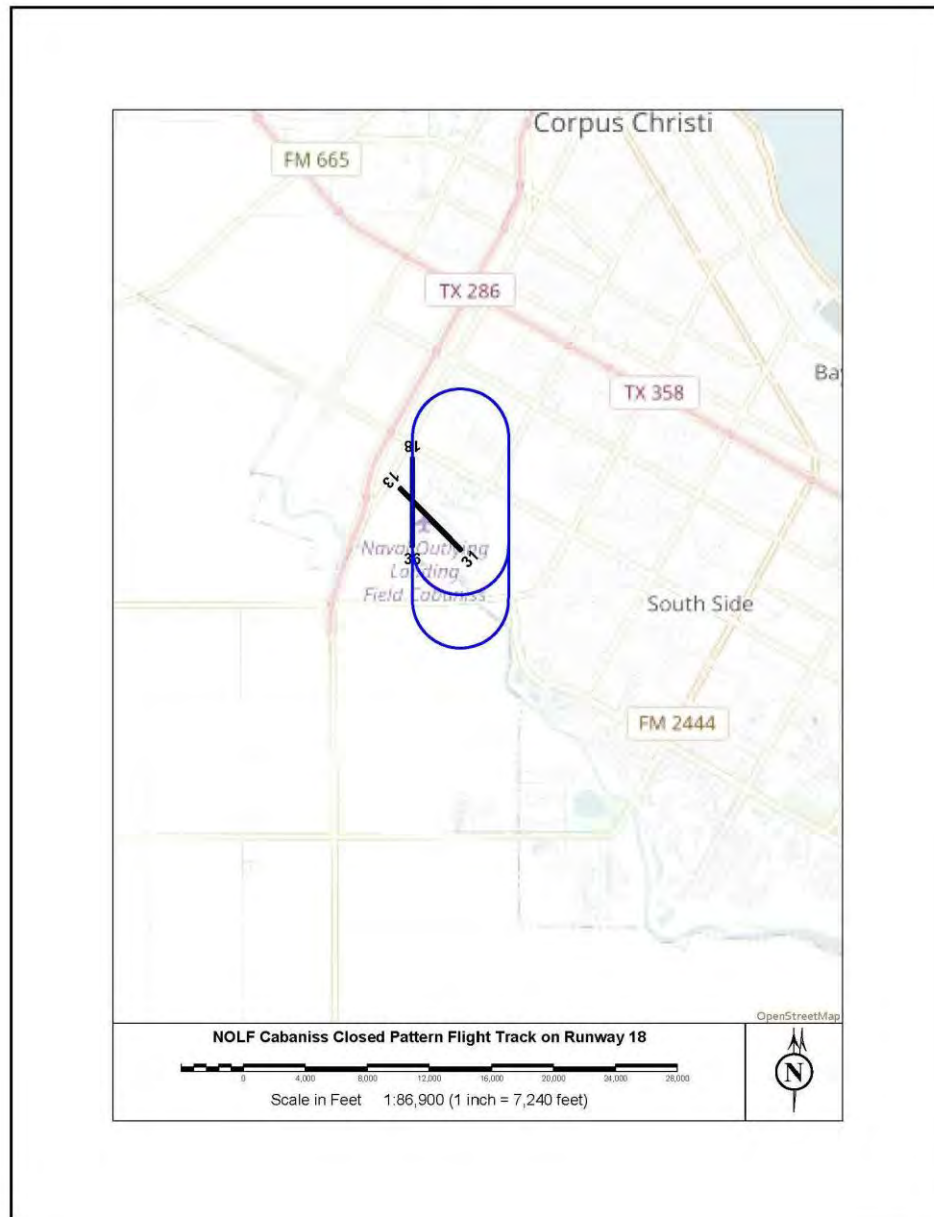 Corpus Christi
FM 665
TX 286
TX 358
Ba
18
13
36
31
Naval Outlying
Landing
Field Cabaniss
South Side
FM 2444
OpenStreetMap
NOLF Cabaniss Closed Pattern Flight Track on Runway 18
0 4,000 8,000 12,000 16,000 20,000 24,000 28,000
Scale in Feet 1:86,900 (1 inch = 7,240 feet)
N